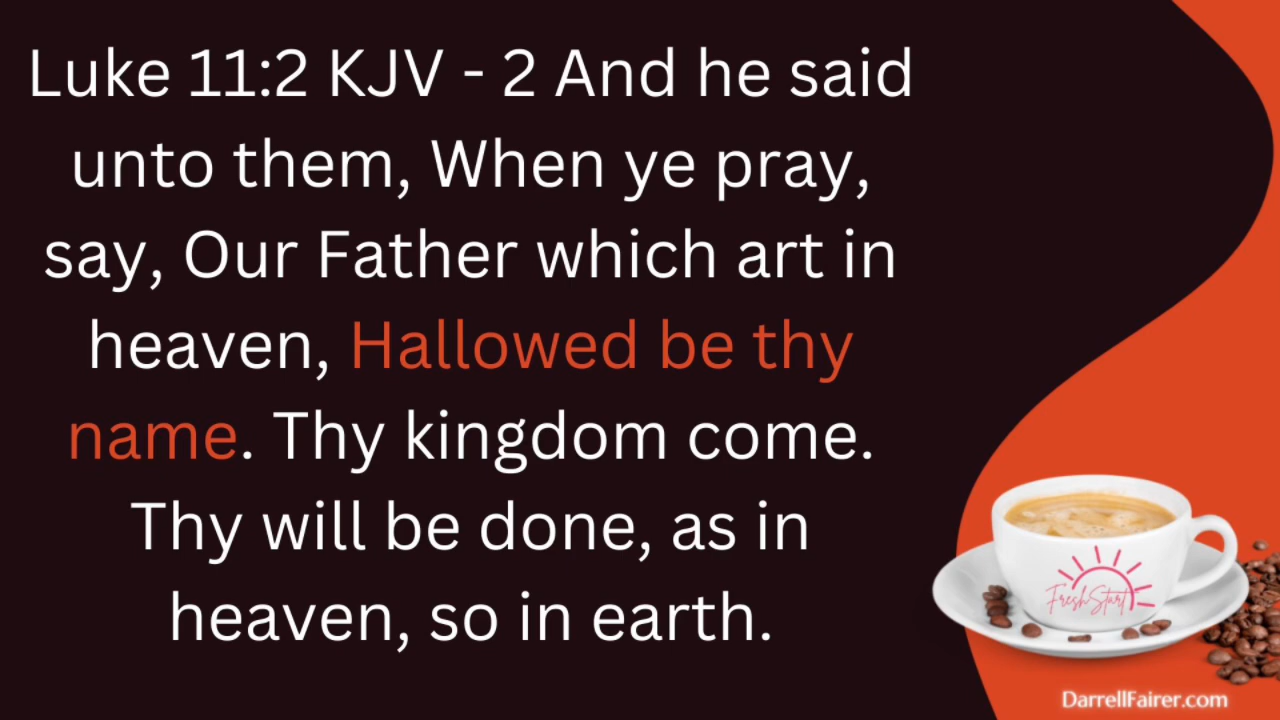 Luke 11:2 KJV - 2 And he said
unto them, When ye pray,
say, Our Father which art in
heaven, Hallowed be thy
name. Thy kingdom come.
Thy will be done, as in
heaven, so in earth.
FreshStart
DarrellFairer.com